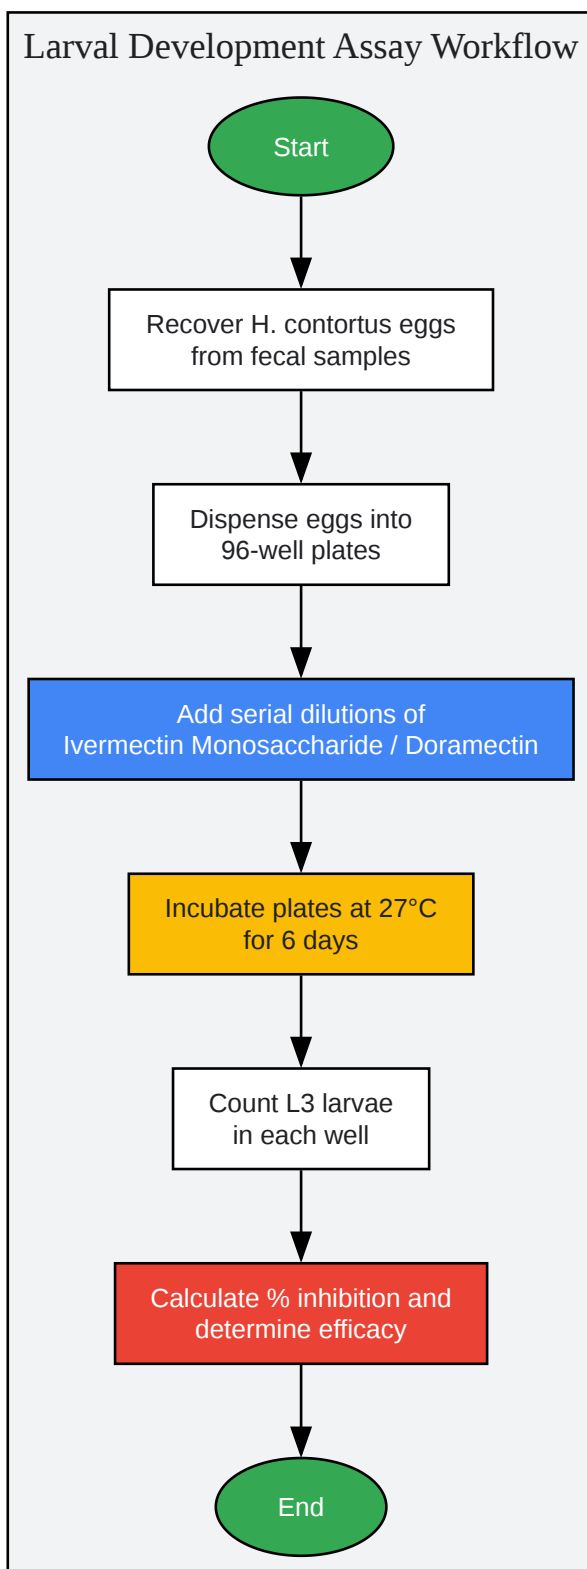 Larval Development Assay Workflow
Start
Recover H. contortus eggs
from fecal samples
Dispense eggs into
96-well plates
Add serial dilutions of
Ivermectin Monosaccharide / Doramectin
Incubate plates at 27°C
for 6 days
Count L3 larvae
in each well
Calculate % inhibition and
determine efficacy
End